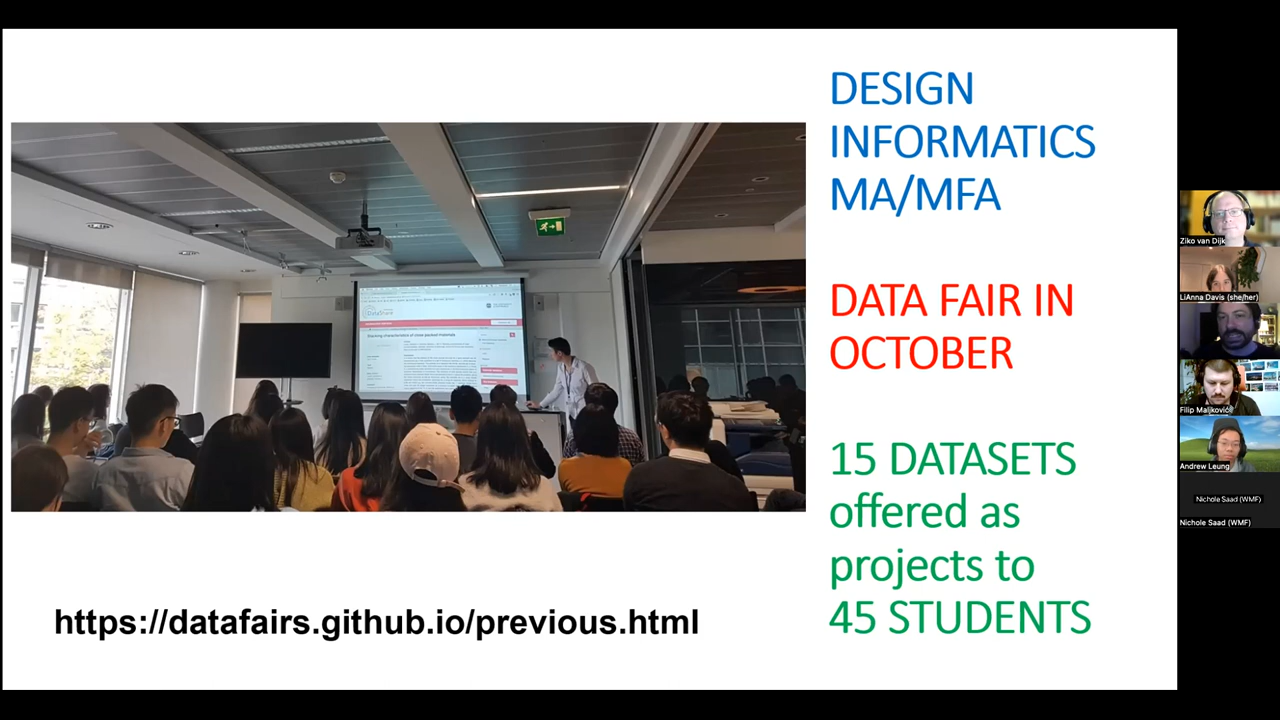 DESIGN
INFORMATICS
MA/MFA
DATA FAIR IN
OCTOBER
15 DATASETS
offered as
projects to
45 STUDENTS
https://datafairs.github.io/previous.html
DataShare
Ziko van Dijk
LiAnna Davis (she/her)
Filip Maljković
Andrew Leung
Nichole Saad (WMF)
Nichole Saad (WMF)